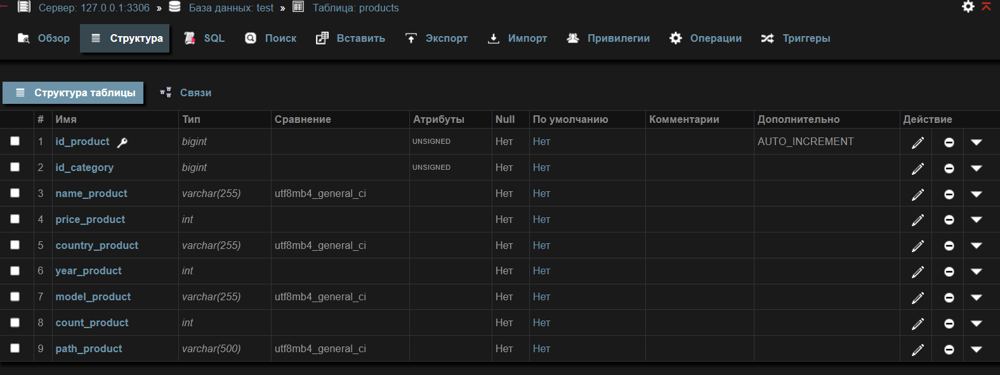 Сервер: 127.0.0.1:3306 » База данных: test » Таблица: products
Обзор Структура SQL Поиск Вставить Экспорт Импорт Привилегии Операции Триггеры
Структура таблицы Связи
# Имя Тип Сравнение Атрибуты Null По умолчанию Комментарии Дополнительно Действие
1 id_product bigint UNSIGNED Нет Нет AUTO_INCREMENT
2 id_category bigint UNSIGNED Нет Нет
3 name_product varchar(255) utf8mb4_general_ci Нет Нет
4 price_product int Нет Нет
5 country_product varchar(255) utf8mb4_general_ci Нет Нет
6 year_product int Нет Нет
7 model_product varchar(255) utf8mb4_general_ci Нет Нет
8 count_product int Нет Нет
9 path_product varchar(500) utf8mb4_general_ci Нет Нет